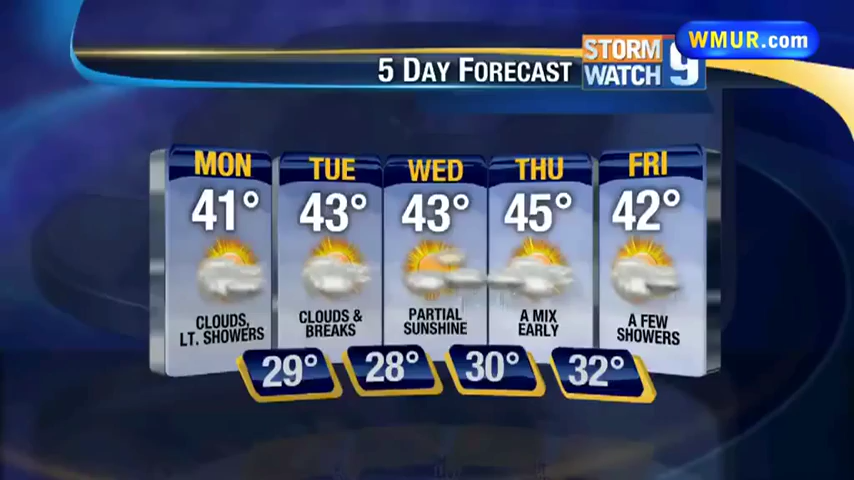 WMUR.com
5 DAY FORECAST
STORM
WATCH 9
MON
41°
CLOUDS,
LT. SHOWERS
TUE
43°
CLOUDS &
BREAKS
WED
43°
PARTIAL
SUNSHINE
THU
45°
A MIX
EARLY
FRI
42°
A FEW
SHOWERS
29°
28°
30°
32°